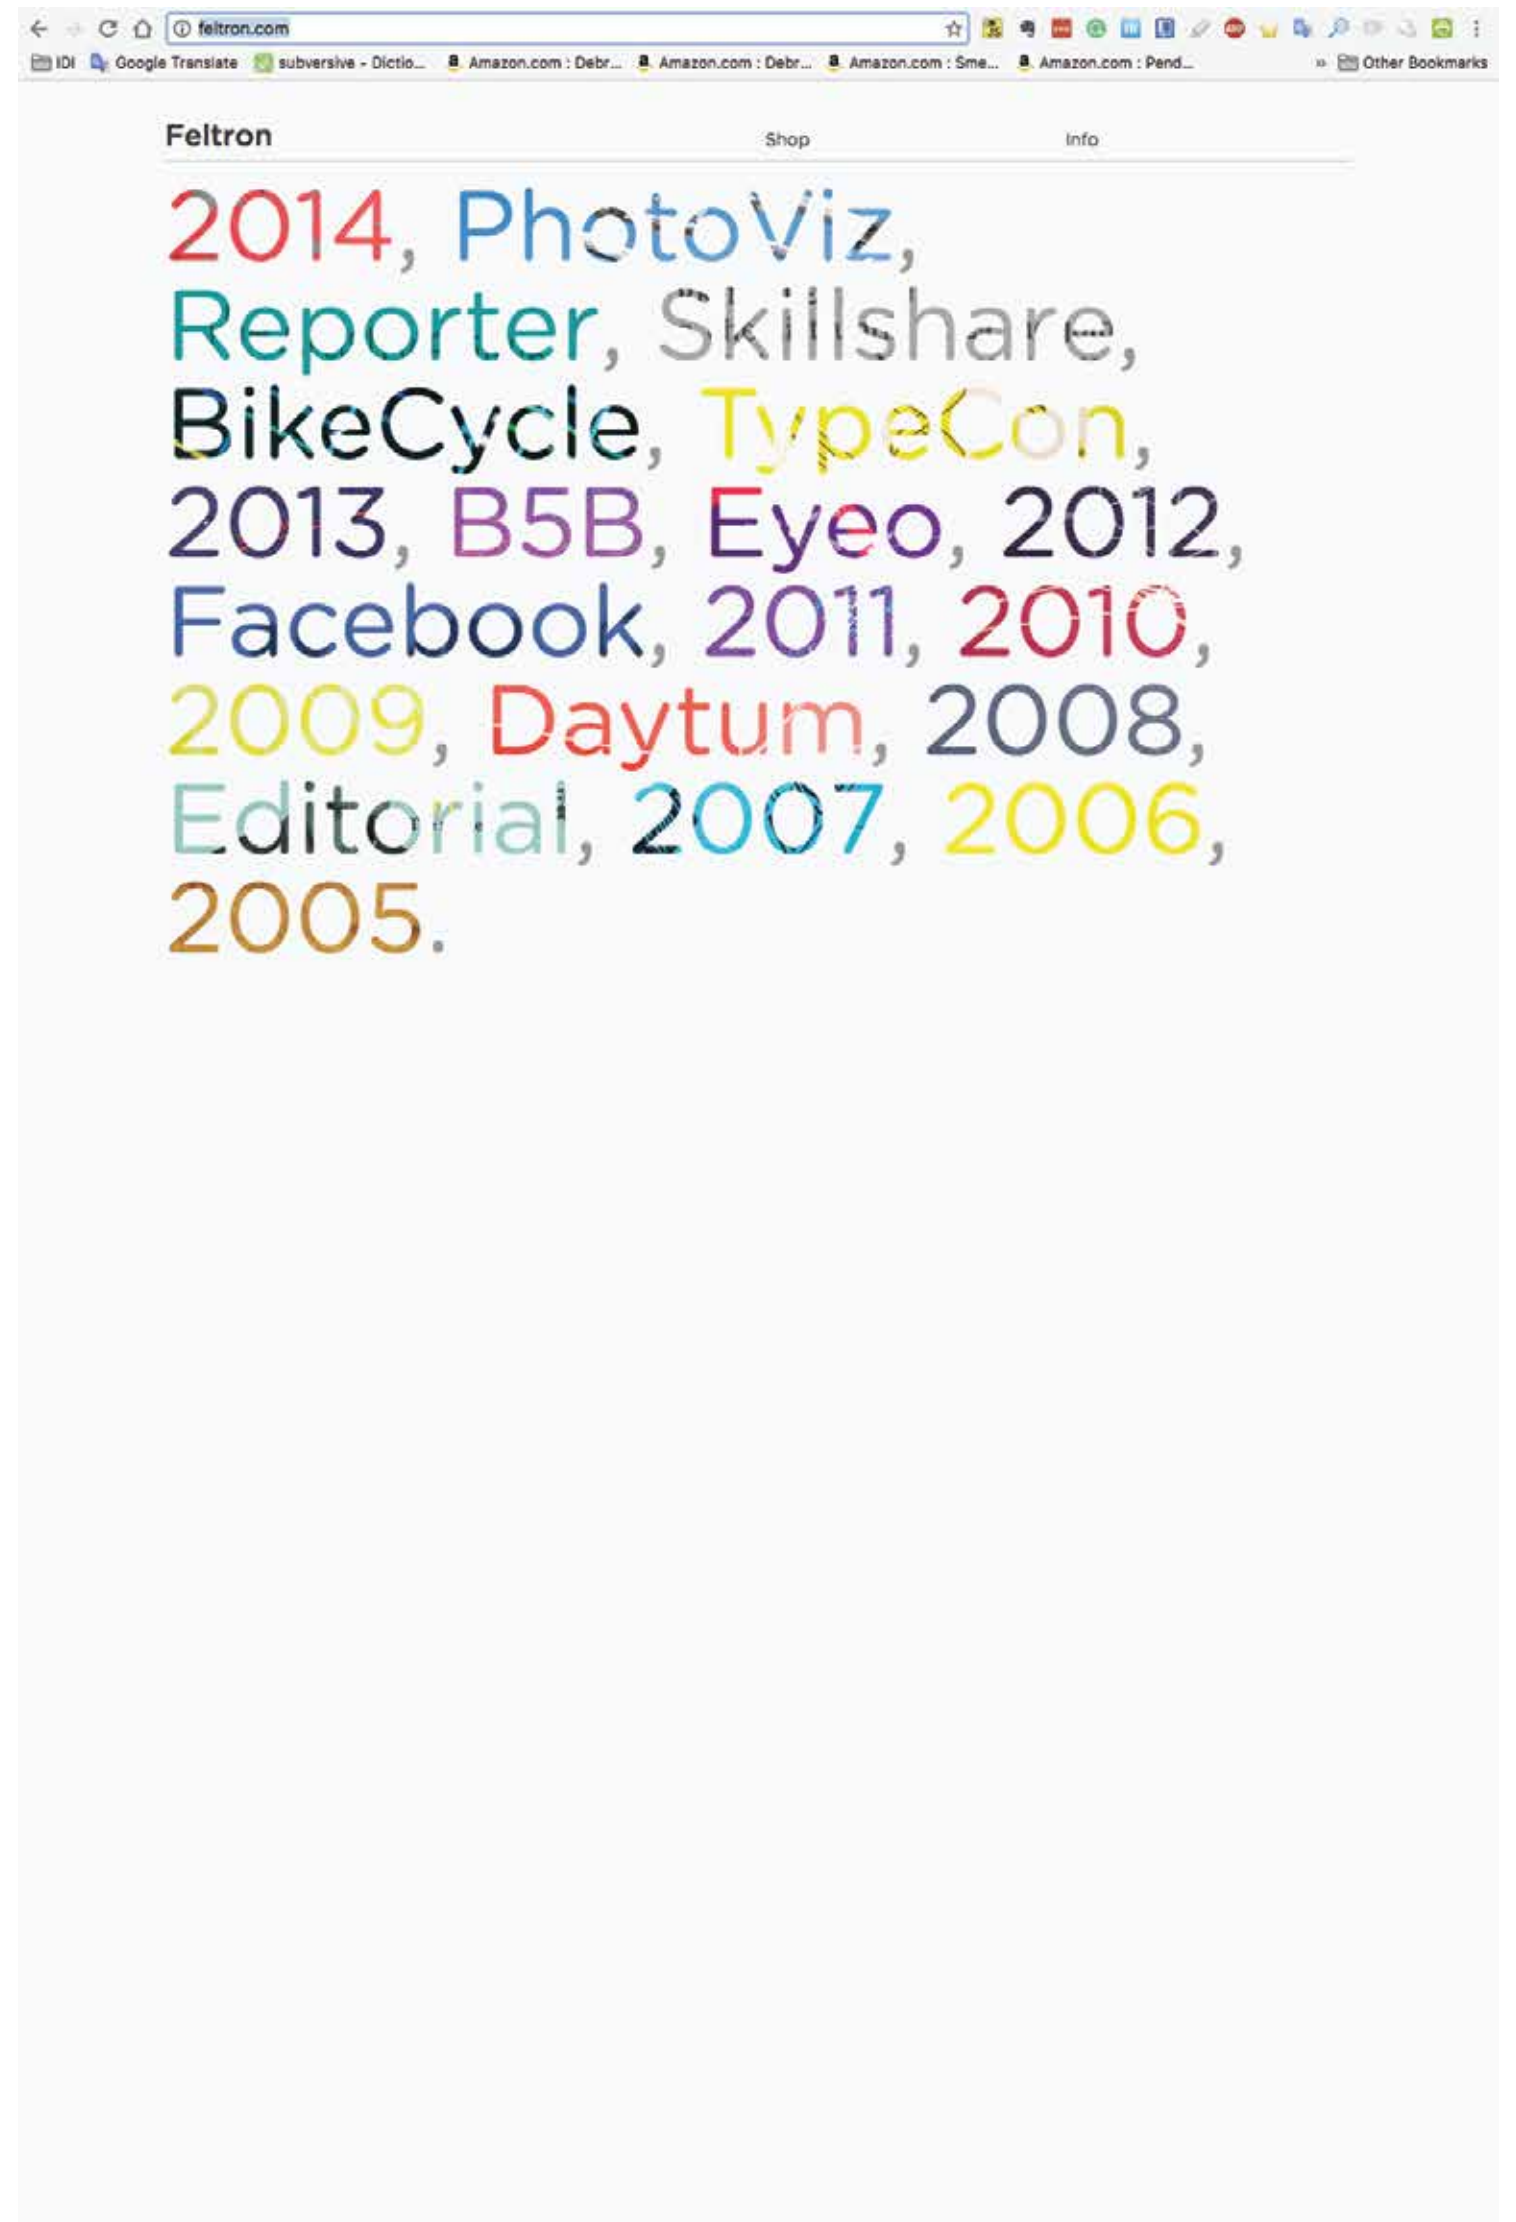 feltron.com
IDI Google Translate subversive - Dictio... Amazon.com : Debr... Amazon.com : Debr... Amazon.com : Sme... Amazon.com : Pend... » Other Bookmarks
Feltron Shop Info
2014, PhotoViz,
Reporter, Skillshare,
BikeCycle, TypeCon,
2013, B5B, Eyeo, 2012,
Facebook, 2011, 2010,
2009, Daytum, 2008,
Editorial, 2007, 2006,
2005.